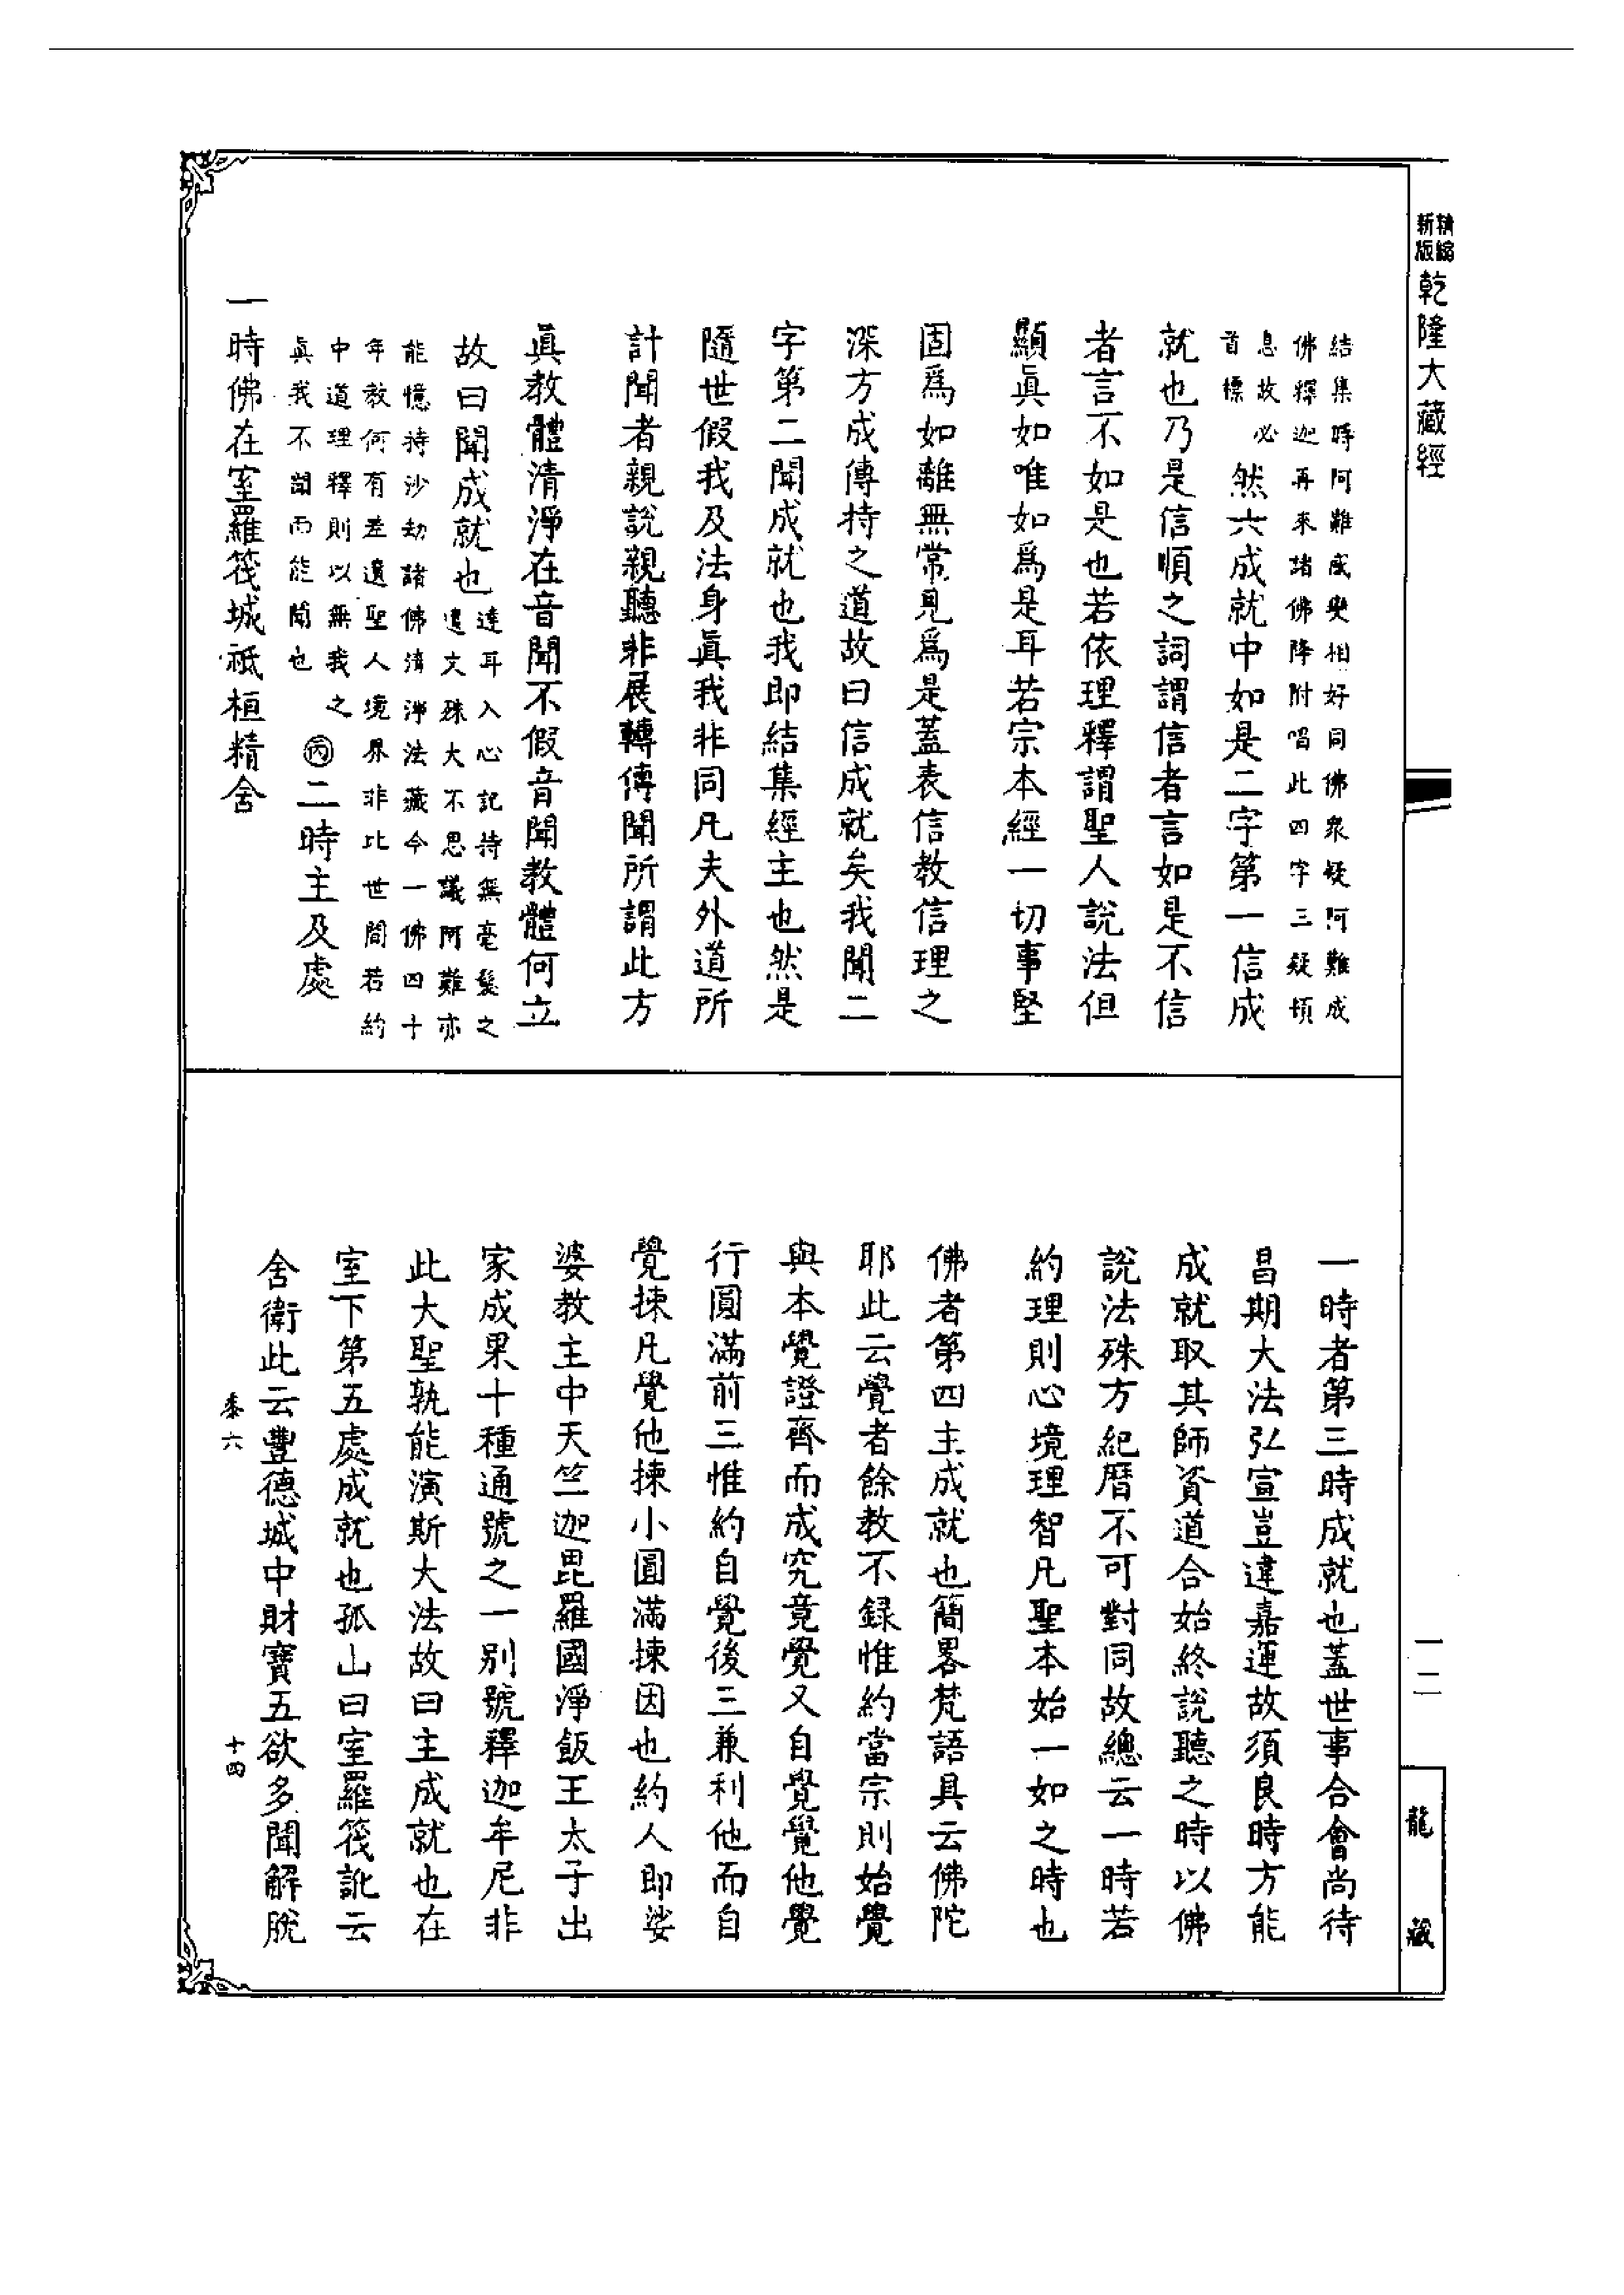 精縮新版
乾隆大藏經
結集時阿難感變相好同佛衆疑阿難成
佛釋迦再來諸佛降附唱此四字三疑頓
息故必
首標
然六成就中如是二字第一信成
就也乃是信順之詞謂信者言如是不信
者言不如是也若依理釋謂聖人說法但
顯眞如唯如爲是耳若宗本經一切事堅
固爲如離無常見爲是蓋表信教信理之
深方成傳持之道故曰信成就矣我聞二
字第二聞成就也我即結集經主也然是
隨世假我及法身眞我非同凡夫外道所
計聞者親說親聽非展轉傳聞所謂此方
眞教體清淨在音聞不假音聞教體何立
故曰聞成就也
達耳入心記持無毫髮之
遺文殊大不思議阿難亦
能憶持沙劫諸佛清淨法藏今一佛四十
年教何有差遺聖人境界非比世間若約
中道理釋則以無我之
眞我不聞而能聞也
㊅丙二時主及處
一時佛在室羅筏城祗桓精舍
一時者第三時成就也蓋世事合會尚待
昌期大法弘宣豈違嘉運故須良時方能
成就取其師資道合始終說聽之時以佛
說法殊方紀曆不可對同故總云一時若
約理則心境理智凡聖本始一如之時也
佛者第四主成就也簡畧梵語具云佛陀
耶此云覺者餘教不録惟約當宗則始覺
與本覺證齊而成究竟覺又自覺覺他覺
行圓滿前三惟約自覺後三兼利他而自
覺揀凡覺他揀小圓滿揀因也約人即娑
婆教主中天竺迦毘羅國淨飯王太子出
家成果十種通號之一別號釋迦牟尼非
此大聖孰能演斯大法故曰主成就也在
室下第五處成就也孤山曰室羅筏訛云
舍衛此云豐德城中財寶五欲多聞解脫
泰六
十四
一二
龍藏